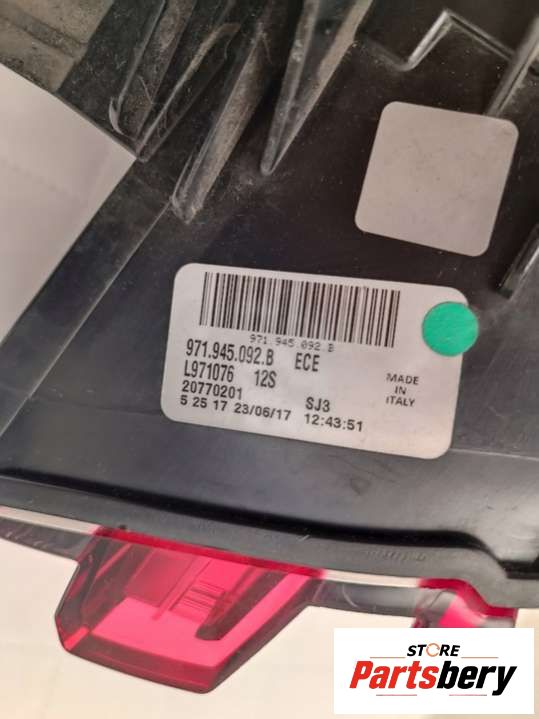 971.945.092.B
971.945.092.B ECE
L971076 12S
20770201 SJ3
5 25 17 23/06/17 12:43:51
MADE
IN
ITALY
STORE
Partsbery